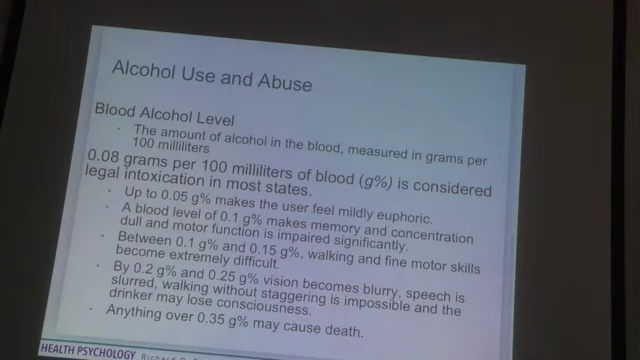 Alcohol Use and Abuse
Blood Alcohol Level
• The amount of alcohol in the blood, measured in grams per
100 milliliters
0.08 grams per 100 milliliters of blood (g%) is considered
legal intoxication in most states.
• Up to 0.05 g% makes the user feel mildly euphoric.
• A blood level of 0.1 g% makes memory and concentration
dull and motor function is impaired significantly.
• Between 0.1 g% and 0.15 g%, walking and fine motor skills
become extremely difficult.
• By 0.2 g% and 0.25 g% vision becomes blurry, speech is
slurred, walking without staggering is impossible and the
drinker may lose consciousness.
• Anything over 0.35 g% may cause death.
HEALTH PSYCHOLOGY Richard